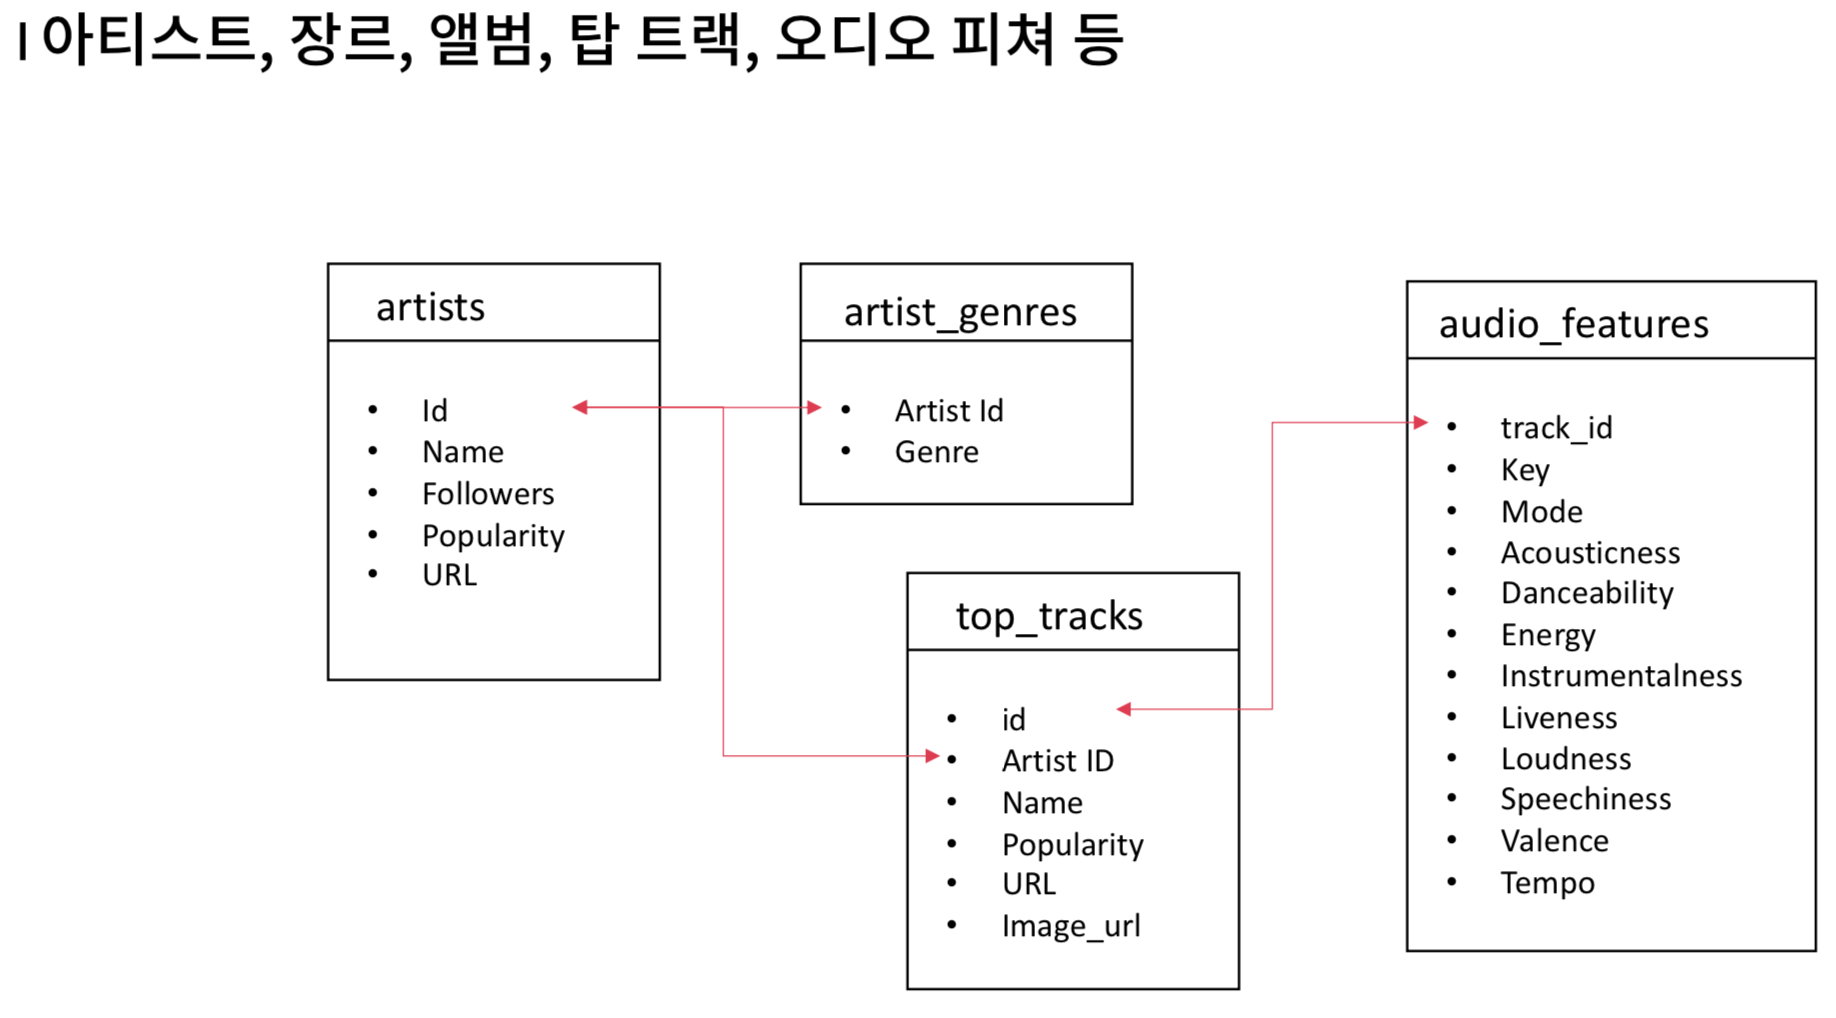 아티스트, 장르, 앨범, 탑 트랙, 오디오 피쳐 등
artists
• Id
• Name
• Followers
• Popularity
• URL
artist_genres
• Artist Id
• Genre
top_tracks
• id
• Artist ID
• Name
• Popularity
• URL
• Image_url
audio_features
• track_id
• Key
• Mode
• Acousticness
• Danceability
• Energy
• Instrumentalness
• Liveness
• Loudness
• Speechiness
• Valence
• Tempo